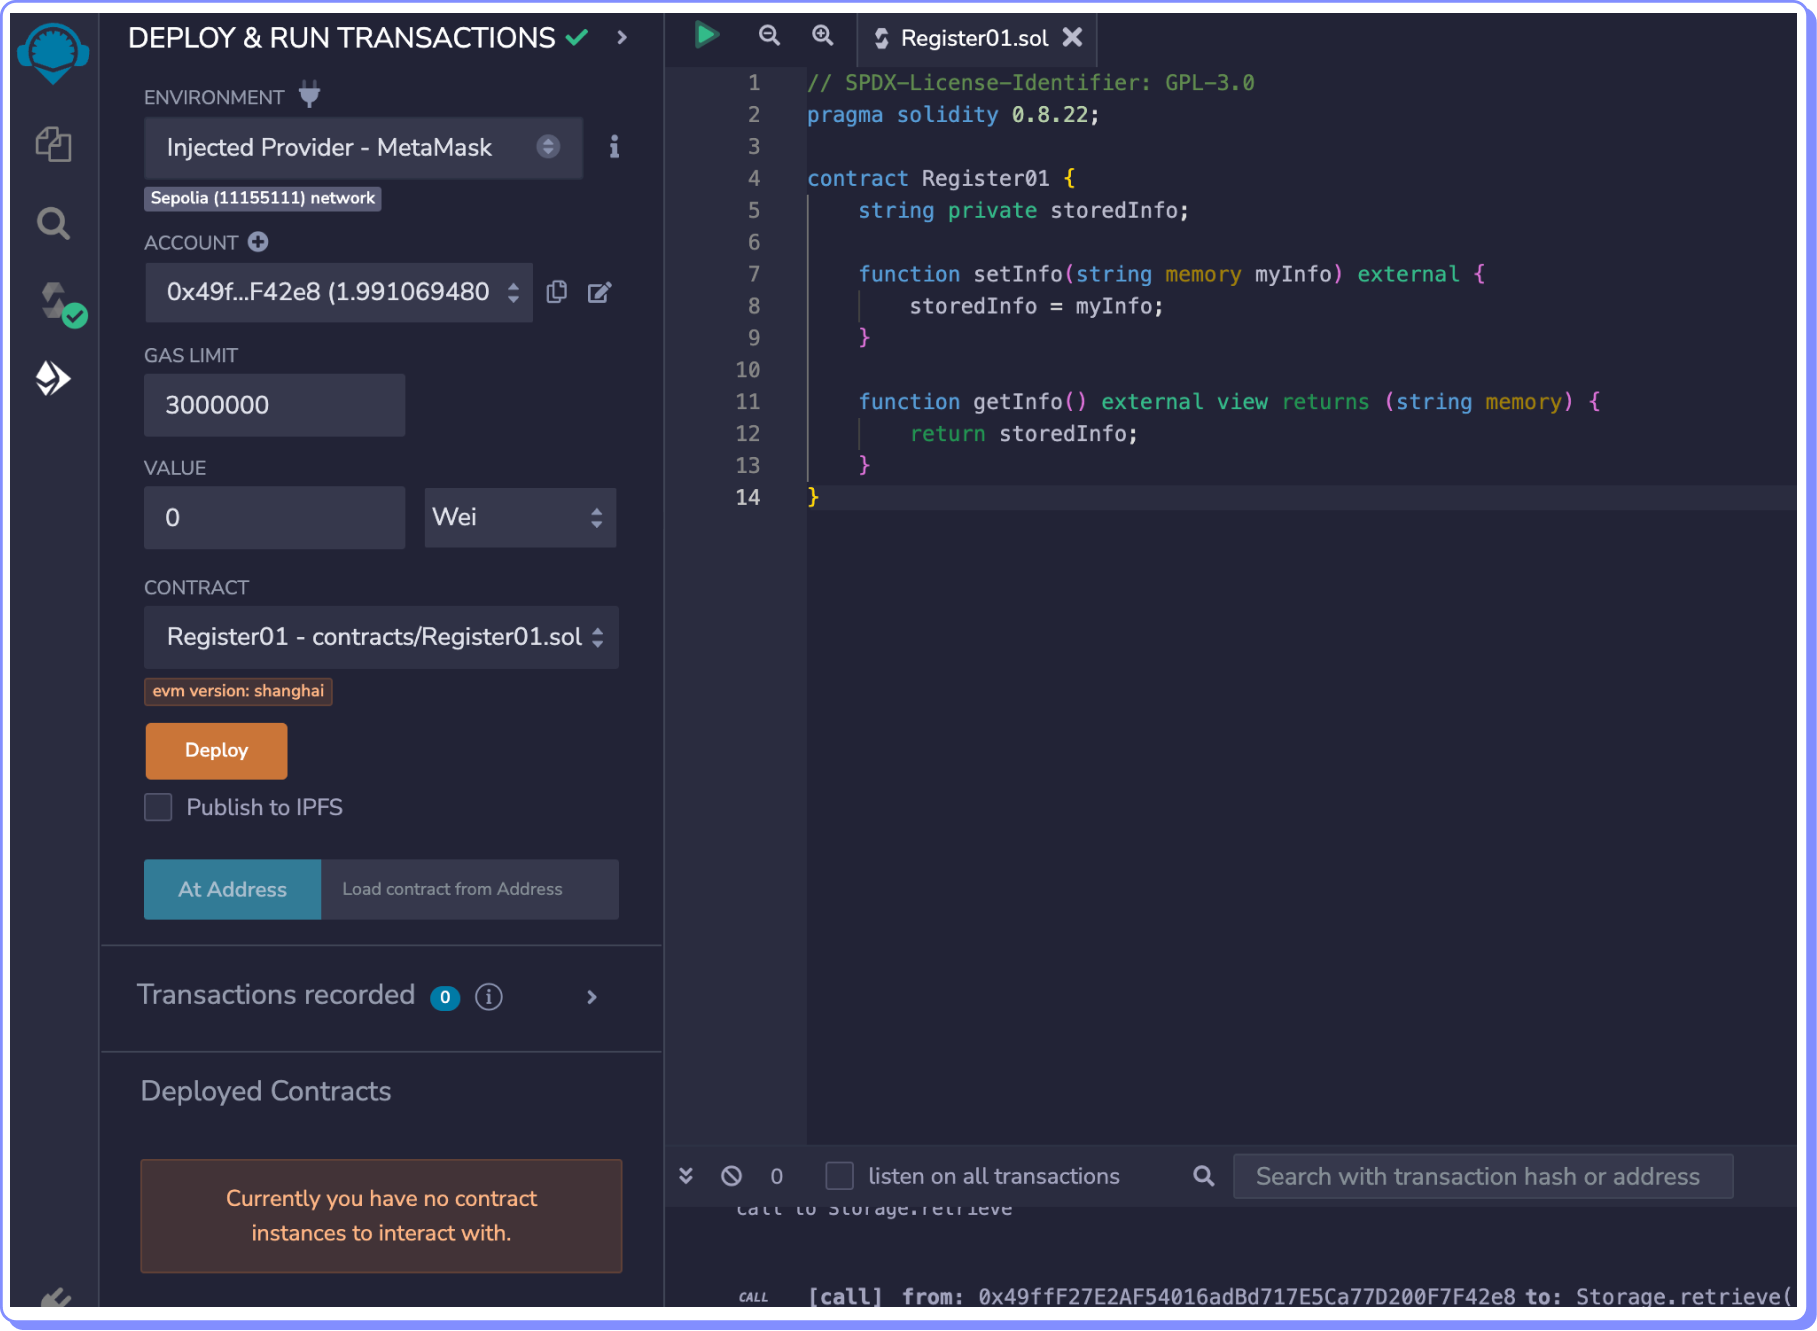 DEPLOY & RUN TRANSACTIONS
ENVIRONMENT
Injected Provider - MetaMask
Sepolia (11155111) network
ACCOUNT
0x49f...F42e8 (1.991069480
GAS LIMIT
3000000
VALUE
0
Wei
CONTRACT
Register01 - contracts/Register01.sol
evm version: shanghai
Deploy
Publish to IPFS
At Address
Load contract from Address
Transactions recorded 0
Deployed Contracts
Currently you have no contract
instances to interact with.
Register01.sol
1 // SPDX-License-Identifier: GPL-3.0
2 pragma solidity 0.8.22;
3
4 contract Register01 {
5 string private storedInfo;
6
7 function setInfo(string memory myInfo) external {
8 storedInfo = myInfo;
9 }
10
11 function getInfo() external view returns (string memory) {
12 return storedInfo;
13 }
14 }
0
listen on all transactions
Search with transaction hash or address
call to Storage.retrieve
CALL [call] from: 0x49ffF27E2AF54016adBd717E5Ca77D200F7F42e8 to: Storage.retrieve(